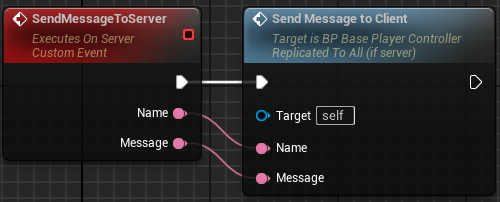 SendMessageToServer
Executes On Server
Custom Event
Name
Message
Send Message to Client
Target is BP Base Player Controller
Replicated To All (if server)
Target self
Name
Message